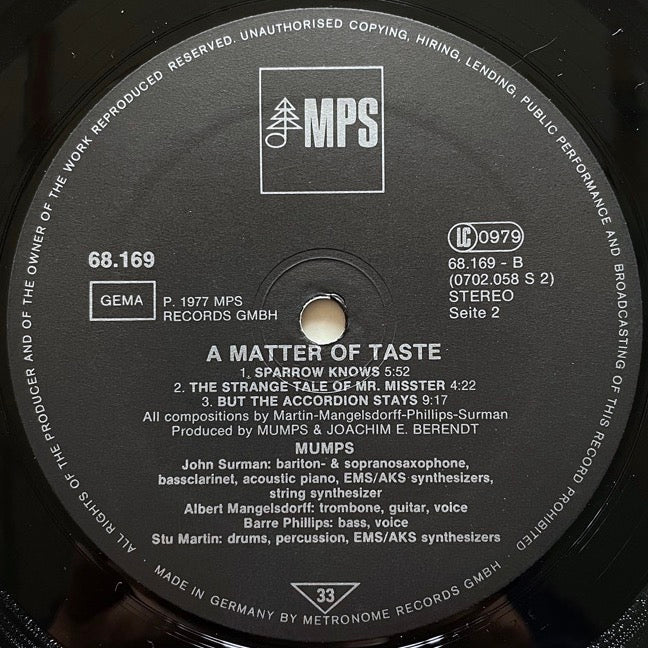 ALL RIGHTS OF THE PRODUCER AND OF THE OWNER OF THE WORK REPRODUCED RESERVED. UNAUTHORISED COPYING, HIRING, LENDING, PUBLIC PERFORMANCE AND BROADCASTING OF THIS RECORD PROHIBITED
MPS
68.169
LC 0979
68.169 - B
(0702.058 S 2)
STEREO
Seite 2
GEMA
P. 1977 MPS
RECORDS GMBH
A MATTER OF TASTE
1. SPARROW KNOWS 5:52
2. THE STRANGE TALE OF MR. MISSTER 4:22
3. BUT THE ACCORDION STAYS 9:17
All compositions by Martin-Mangelsdorff-Phillips-Surman
Produced by MUMPS & JOACHIM E. BERENDT
MUMPS
John Surman: bariton- & sopranosaxophone,
bassclarinet, acoustic piano, EMS/AKS synthesizers,
string synthesizer
Albert Mangelsdorff: trombone, guitar, voice
Barre Phillips: bass, voice
Stu Martin: drums, percussion, EMS/AKS synthesizers
33
· MADE IN GERMANY BY METRONOME RECORDS GMBH ·